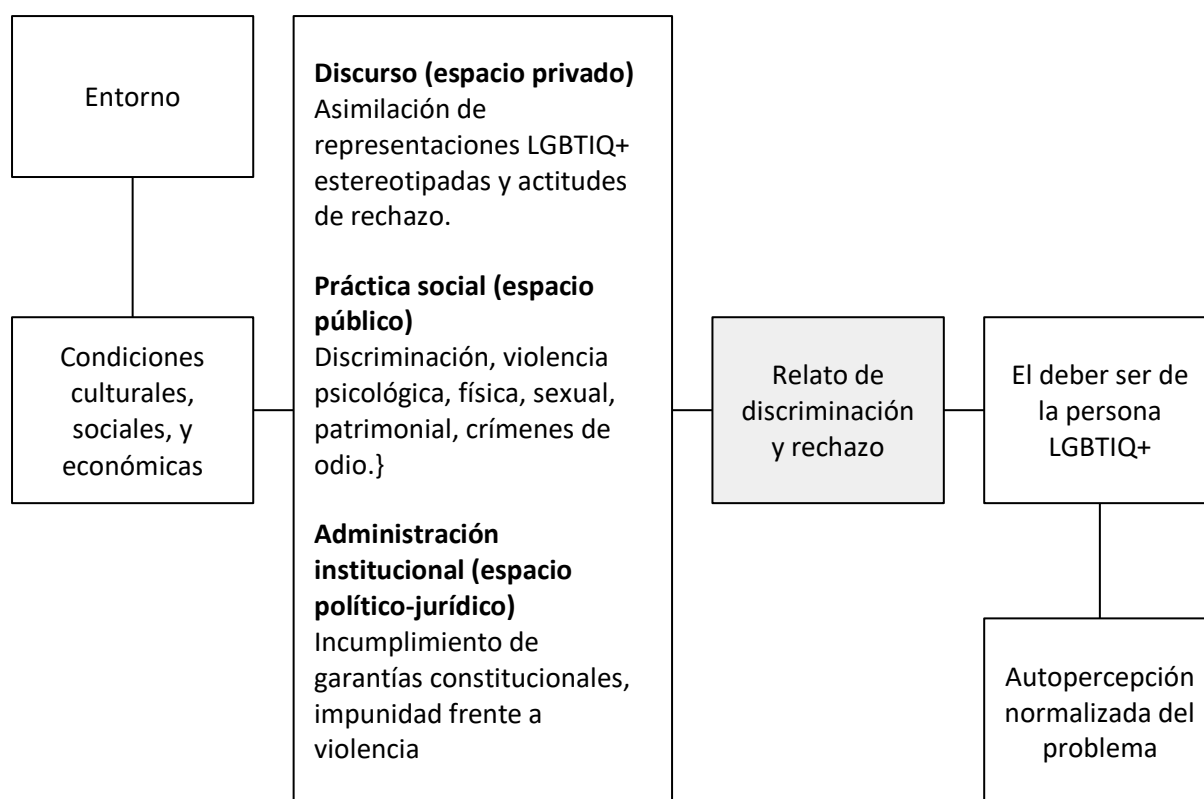 Entorno
Condiciones
culturales,
sociales, y
económicas
Discurso (espacio privado)
Asimilación de
representaciones LGBTIQ+
estereotipadas y actitudes
de rechazo.
Práctica social (espacio
público)
Discriminación, violencia
psicológica, física, sexual,
patrimonial, crímenes de
odio.}
Administración
institucional (espacio
político-jurídico)
Incumplimiento de
garantías constitucionales,
impunidad frente a
violencia
Relato de
discriminación
y rechazo
El deber ser de
la persona
LGBTIQ+
Autopercepción
normalizada del
problema